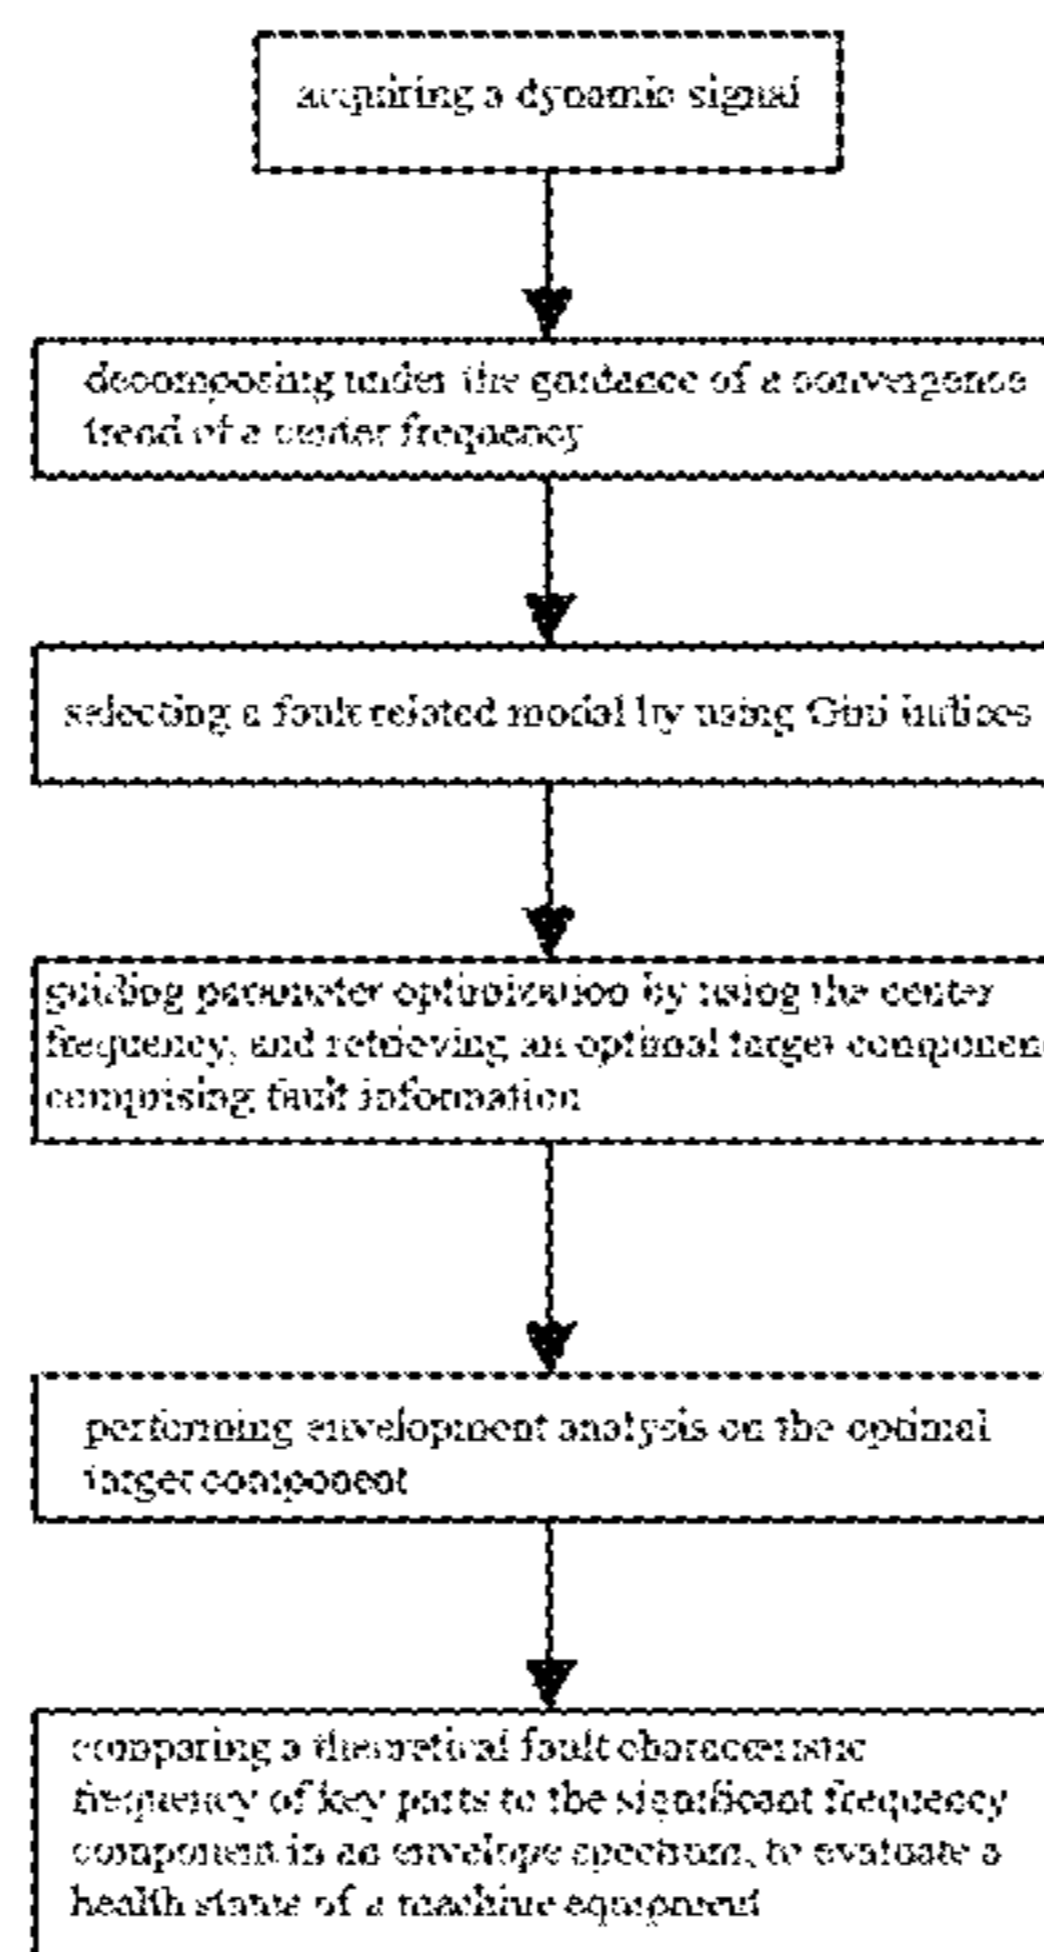 acquiring a dynamic signal
decomposing under the guidance of a convergence
trend of a center frequency
selecting a fault related modal by using Gini indices
guiding parameter optimization by using the center
frequency, and retrieving an optimal target componen
comprising fault information
performing envelopment analysis on the optimal
target component
comparing a theoretical fault characteristic
frequency of key parts to the significant frequency
component in an envelope spectrum, to evaluate a
health status of a machine equipment